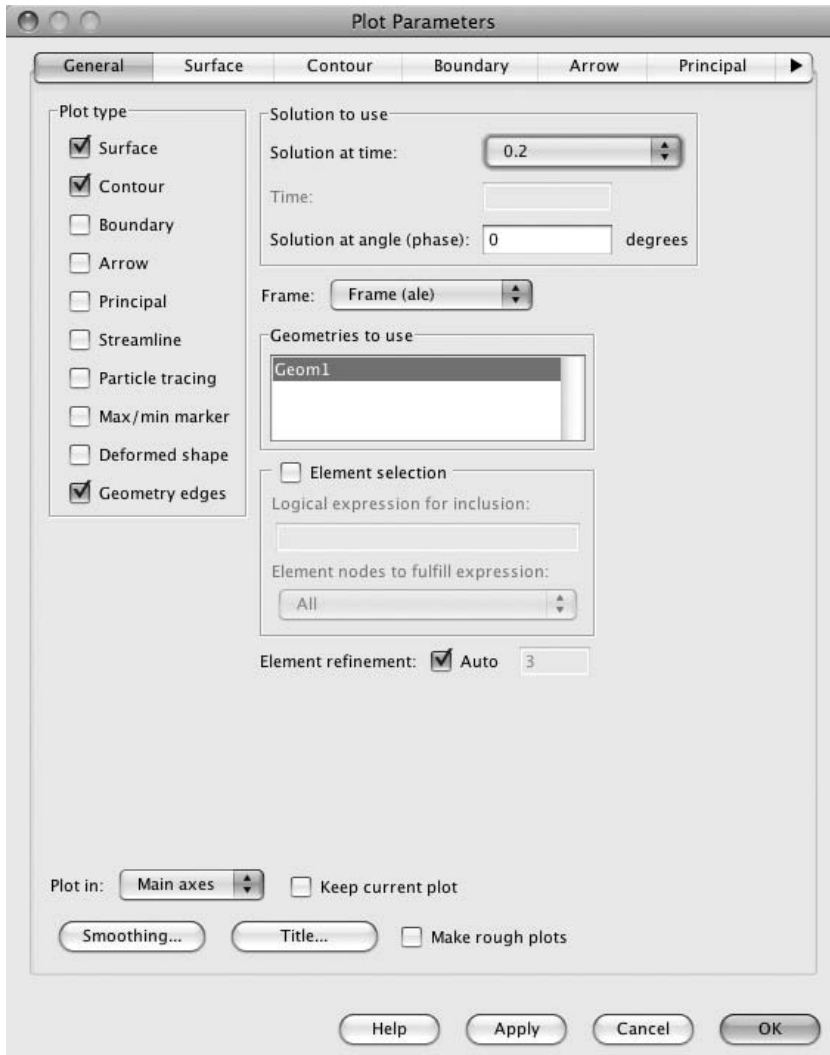 Plot Parameters
General Surface Contour Boundary Arrow Principal
Plot type
Surface
Contour
Boundary
Arrow
Principal
Streamline
Particle tracing
Max/min marker
Deformed shape
Geometry edges
Solution to use
Solution at time: 0.2
Time:
Solution at angle (phase): 0 degrees
Frame: Frame (ale)
Geometries to use
Geom1
Element selection
Logical expression for inclusion:
Element nodes to fulfill expression:
All
Element refinement: Auto 3
Plot in: Main axes Keep current plot
Smoothing... Title... Make rough plots
Help Apply Cancel OK